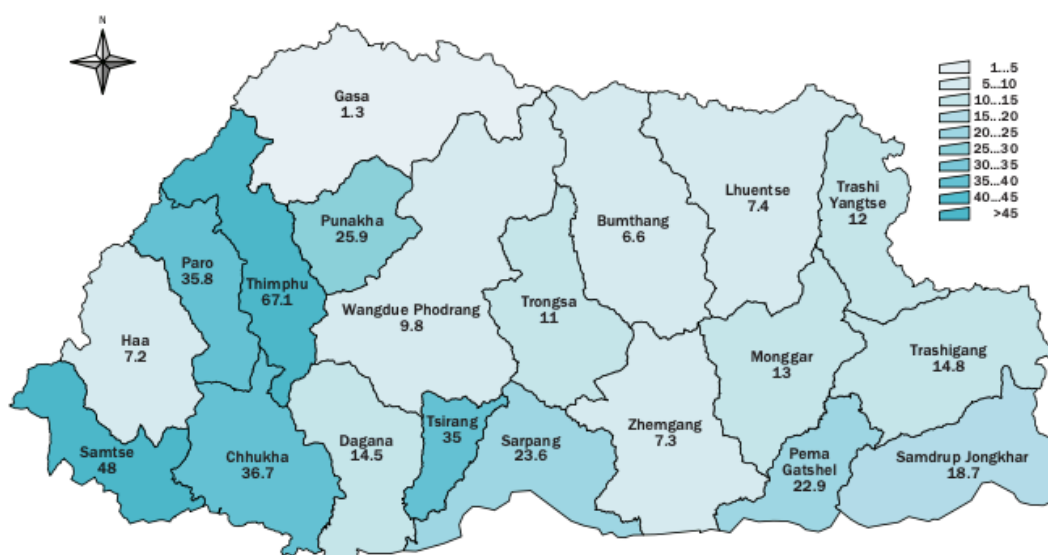 N
1...5
5...10
10...15
15...20
20...25
25...30
30...35
35...40
40...45
>45
Gasa
1.3
Punakha
25.9
Paro
35.8
Thimphu
67.1
Haa
7.2
Wangdue Phodrang
9.8
Trongsa
11
Bumthang
6.6
Lhuentse
7.4
Trashi
Yangtse
12
Monggar
13
Trashigang
14.8
Samtse
48
Chhukha
36.7
Dagana
14.5
Tsirang
35
Sarpang
23.6
Zhemgang
7.3
Pema
Gatshel
22.9
Samdrup Jongkhar
18.7